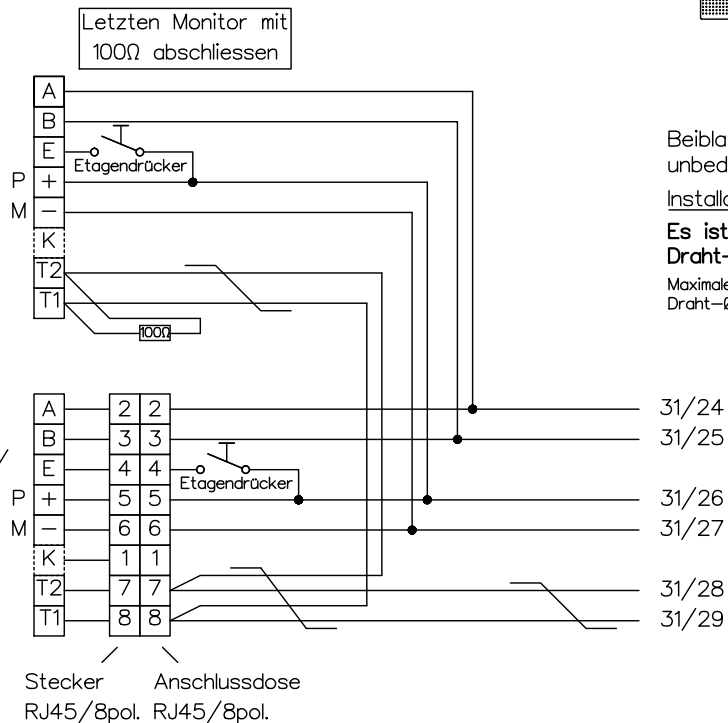 Letzten Monitor mit
100Ω abschliessen
A
B
E
Etagendrücker
P +
M −
K
T2
T1
100Ω
Beibla
unbed
Installa
Es ist
Draht-
Maximale
Draht-Ø
A 2 2 31/24
B 3 3 31/25
E 4 4
Etagendrücker
P + 5 5 31/26
M − 6 6 31/27
K 1 1
T2 7 7 31/28
T1 8 8 31/29
Stecker Anschlussdose
RJ45/8pol. RJ45/8pol.